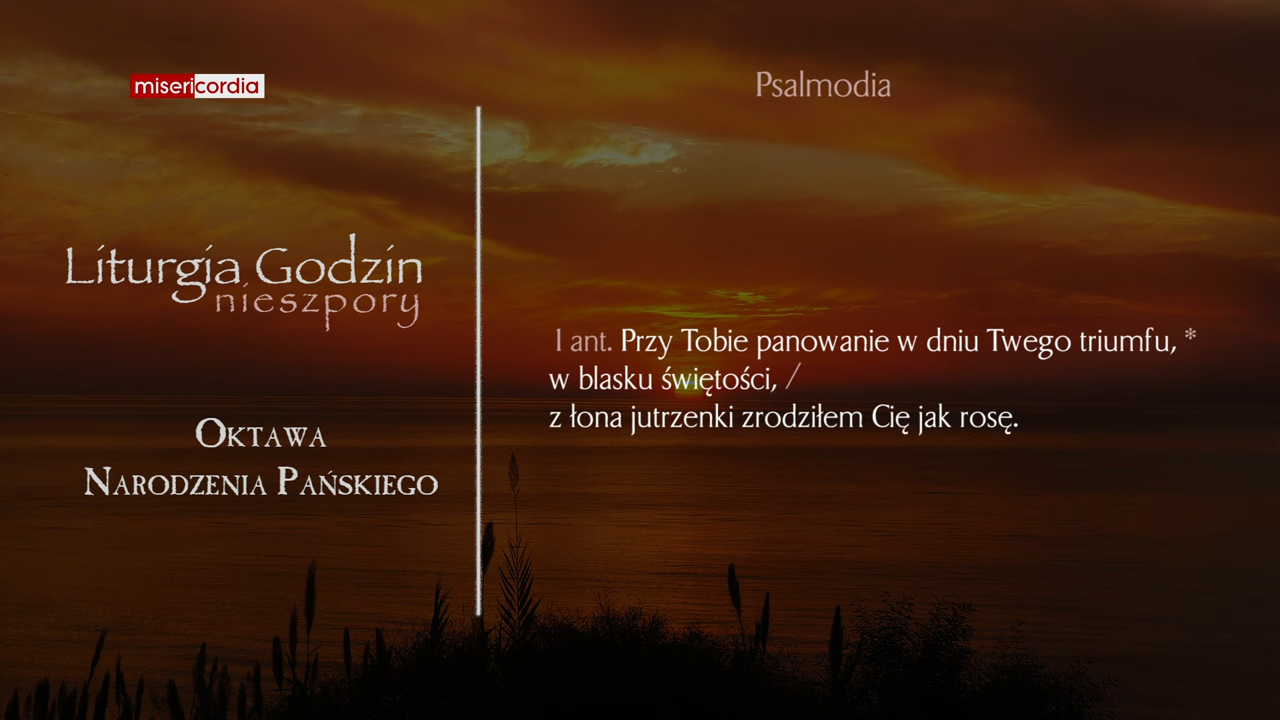 misericordia
Liturgia Godzin
nieszpory
Oktawa
Narodzenia Pańskiego
Psalmodia
1 ant. Przy Tobie panowanie w dniu Twego triumfu, *
w blasku świętości, /
z łona jutrzenki zrodziłem Cię jak rosę.